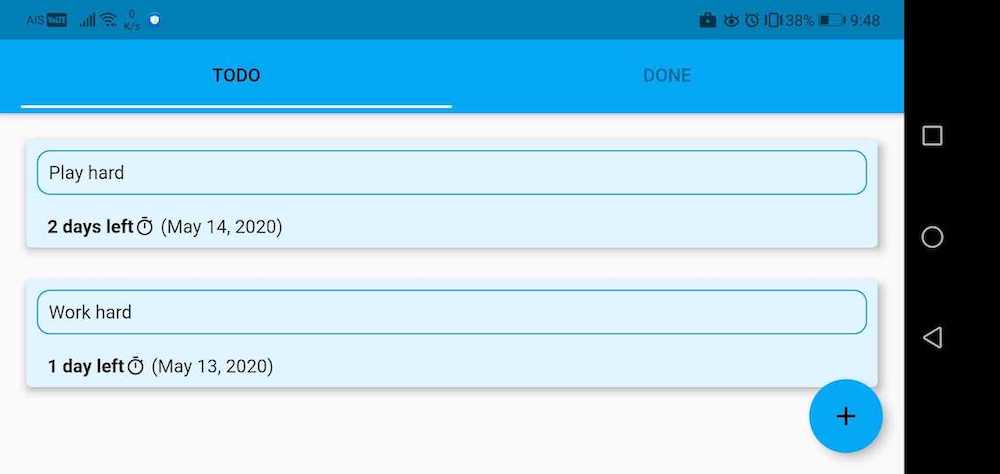 AIS VoLTE 0 K/s 38% 9:48
TODO DONE
Play hard
2 days left (May 14, 2020)
Work hard
1 day left (May 13, 2020)
+